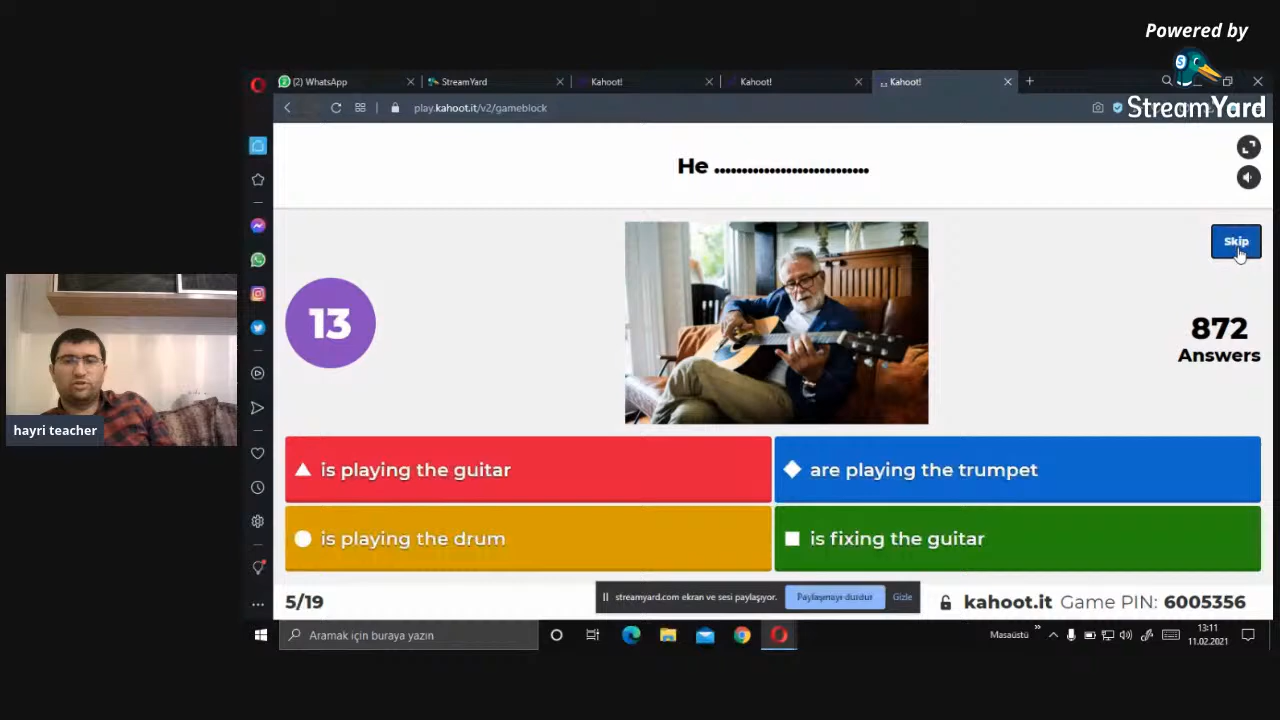 Powered by
StreamYard
(2) WhatsApp
StreamYard
Kahoot!
Kahoot!
Kahoot!
play.kahoot.it/v2/gameblock
He ............................
Skip
13
872
Answers
hayri teacher
is playing the guitar
are playing the trumpet
is playing the drum
is fixing the guitar
5/19
streamyard.com ekran ve sesi paylaşıyor.
Paylaşmayı durdur
Gizle
kahoot.it Game PIN: 6005356
Aramak için buraya yazın
Masaüstü
13:11
11.02.2021